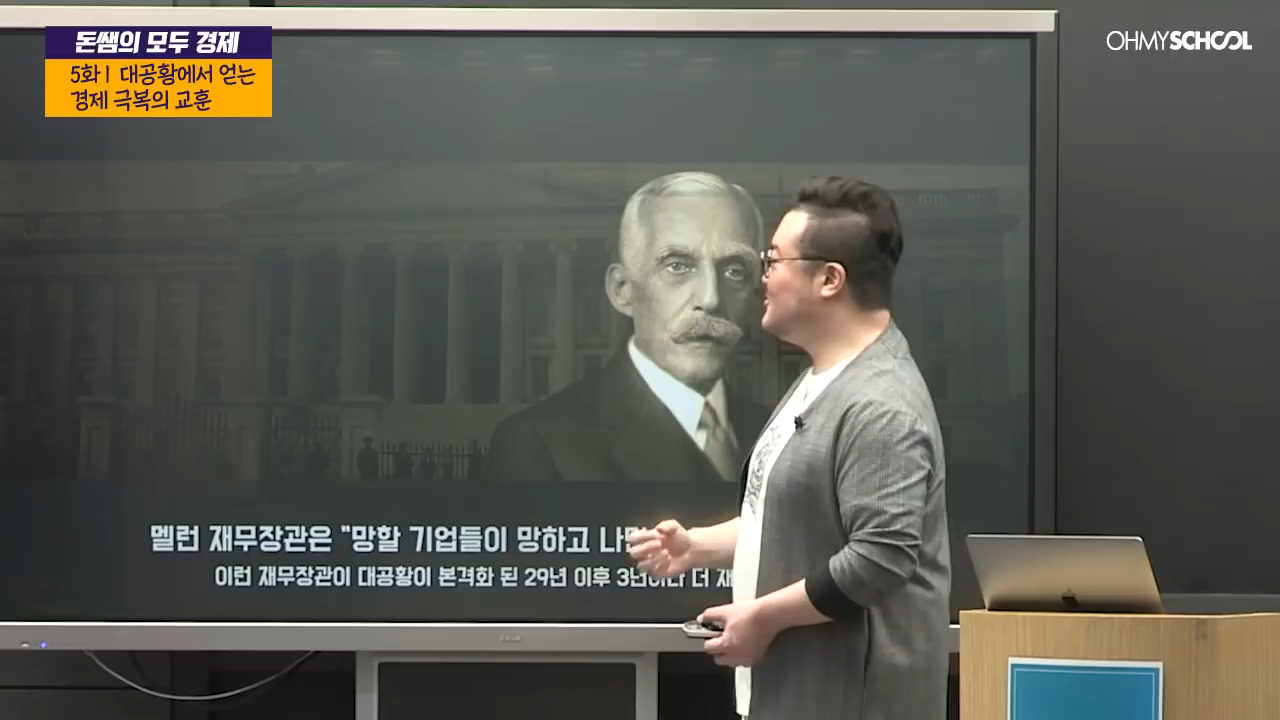 돈쌤의 모두 경제
5화ㅣ 대공황에서 얻는
경제 극복의 교훈
OHMYSCHOOL
멜런 재무장관은 "망할 기업들이 망하고
이런 재무장관이 대공황이 본격화 된 29년 이후 더